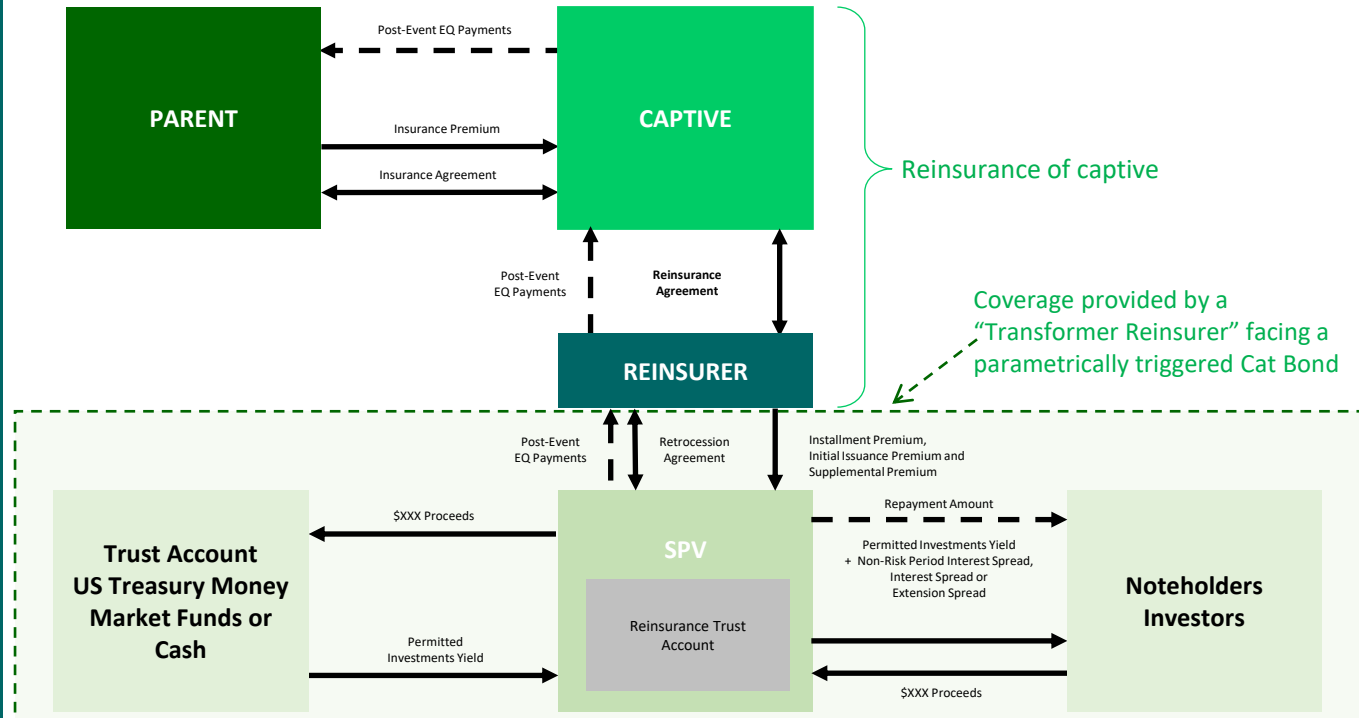 Post-Event EQ Payments
PARENT
CAPTIVE
Insurance Premium
Insurance Agreement
Reinsurance of captive
Post-Event
EQ Payments
Reinsurance
Agreement
Coverage provided by a
“Transformer Reinsurer” facing a
parametrically triggered Cat Bond
REINSURER
Post-Event
EQ Payments
Retrocession
Agreement
Installment Premium,
Initial Issuance Premium and
Supplemental Premium
$XXX Proceeds
Trust Account
US Treasury Money
Market Funds or
Cash
Permitted
Investments Yield
SPV
Reinsurance Trust
Account
Repayment Amount
Permitted Investments Yield
+ Non-Risk Period Interest Spread,
Interest Spread or
Extension Spread
$XXX Proceeds
Noteholders
Investors